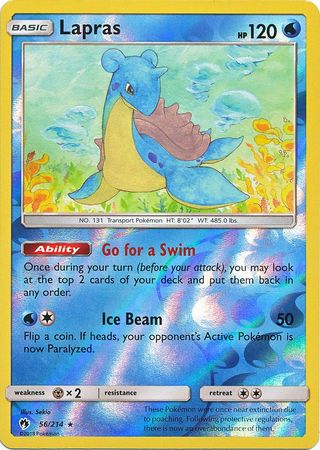 BASIC Lapras HP 120
NO. 131 Transport Pokémon HT: 8'02" WT: 485.0 lbs.
Ability Go for a Swim
Once during your turn (before your attack), you may look
at the top 2 cards of your deck and put them back
in any order.
Ice Beam 50
Flip a coin. If heads, your opponent's Active Pokémon is
now Paralyzed.
weakness × 2 resistance retreat
Illus. Sekio
56/214 ★
©2018 Pokémon
These Pokémon were once near extinction due
to poaching. Following protective regulations,
there is now an overabundance of them.